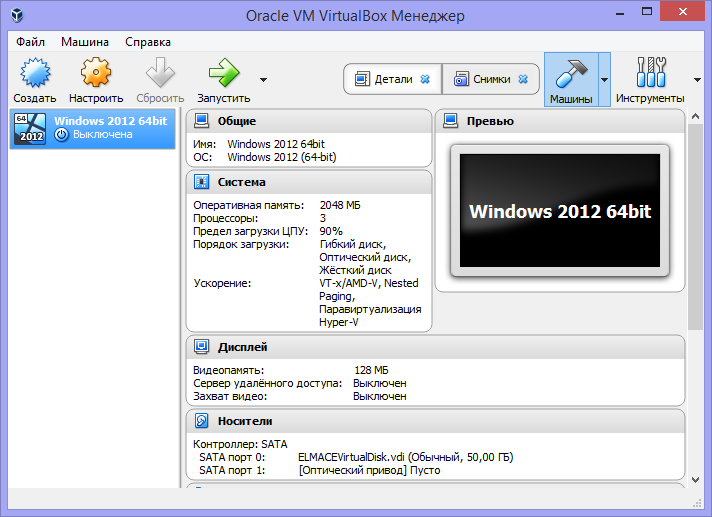 Oracle VM VirtualBox Менеджер
Файл Машина Справка
Создать Настроить Сбросить Запустить Детали Снимки Машины Инструменты
64
2012
Windows 2012 64bit
Выключена
Общие
Имя: Windows 2012 64bit
ОС: Windows 2012 (64-bit)
Превью
Windows 2012 64bit
Система
Оперативная память: 2048 МБ
Процессоры: 3
Предел загрузки ЦПУ: 90%
Порядок загрузки: Гибкий диск,
Оптический диск,
Жёсткий диск
Ускорение: VT-x/AMD-V, Nested
Paging,
Паравиртуализация
Hyper-V
Дисплей
Видеопамять: 128 МБ
Сервер удалённого доступа: Выключен
Захват видео: Выключен
Носители
Контроллер: SATA
SATA порт 0: ELMACEVirtualDisk.vdi (Обычный, 50,00 ГБ)
SATA порт 1: [Оптический привод] Пусто